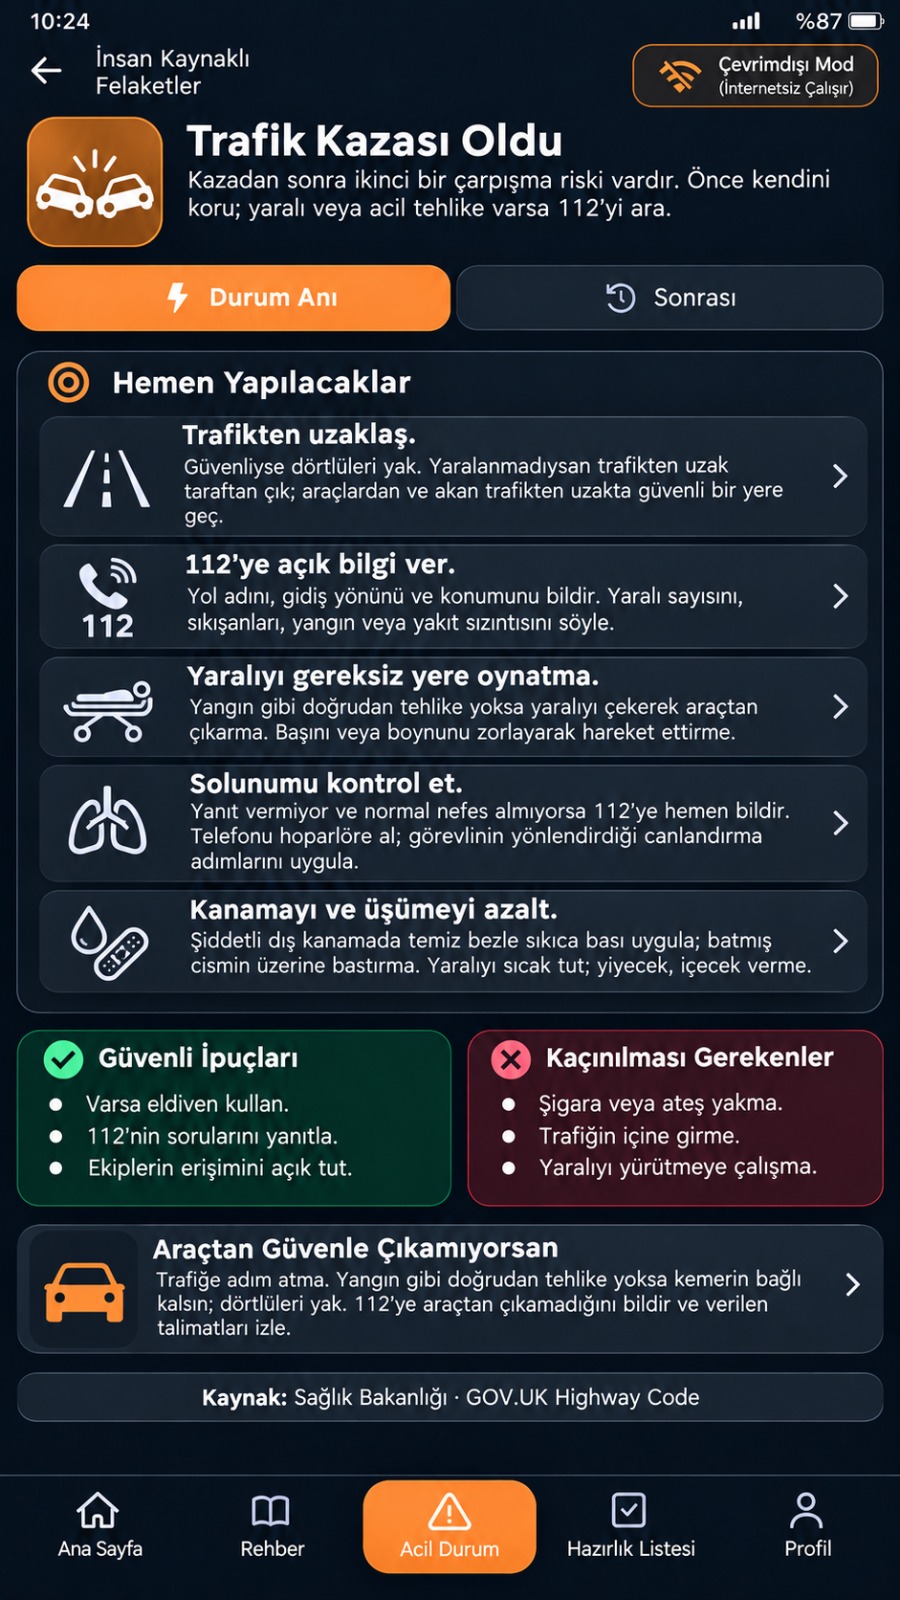 10:24
%87
İnsan Kaynaklı
Felaketler
Çevrimdışı Mod
(İnternetsiz Çalışır)
Trafik Kazası Oldu
Kazadan sonra ikinci bir çarpışma riski vardır. Önce kendini
koru; yaralı veya acil tehlike varsa 112’yi ara.
Durum Anı
Sonrası
Hemen Yapılacaklar
Trafikten uzaklaş.
Güvenliyse dörtlüleri yak. Yaralanmadıysan trafikten uzak
taraftan çık; araçlardan ve akan trafikten uzakta güvenli bir yere
geç.
112’ye açık bilgi ver.
Yol adını, gidiş yönünü ve konumunu bildir. Yaralı sayısını,
sıkışanları, yangın veya yakıt sızıntısını söyle.
112
Yaralıyı gereksiz yere oynatma.
Yangın gibi doğrudan tehlike yoksa yaralıyı çekerek araçtan
çıkarma. Başını veya boynunu zorlayarak hareket ettirme.
Solunumu kontrol et.
Yanıt vermiyor ve normal nefes almıyorsa 112’ye hemen bildir.
Telefonu hoparlöre al; görevlinin yönlendirdiği canlandırma
adımlarını uygula.
Kanamayı ve üşümeyi azalt.
Şiddetli dış kanamada temiz bezle sıkıca bası uygula; batmış
cismin üzerine bastırma. Yaralıyı sıcak tut; yiyecek, içecek verme.
Güvenli İpuçları
Varsa eldiven kullan.
112’nin sorularını yanıtla.
Ekiplerin erişimini açık tut.
Kaçınılması Gerekenler
Şigara veya ateş yakma.
Trafiğin içine girme.
Yaralıyı yürütmeye çalışma.
Araçtan Güvenle Çıkamıyorsan
Trafiğe adım atma. Yangın gibi doğrudan tehlike yoksa kemerin bağlı
kalsın; dörtlüleri yak. 112’ye araçtan çıkamadığını bildir ve verilen
talimatları izle.
Kaynak: Sağlık Bakanlığı · GOV.UK Highway Code
Ana Sayfa
Rehber
Acil Durum
Hazırlık Listesi
Profil